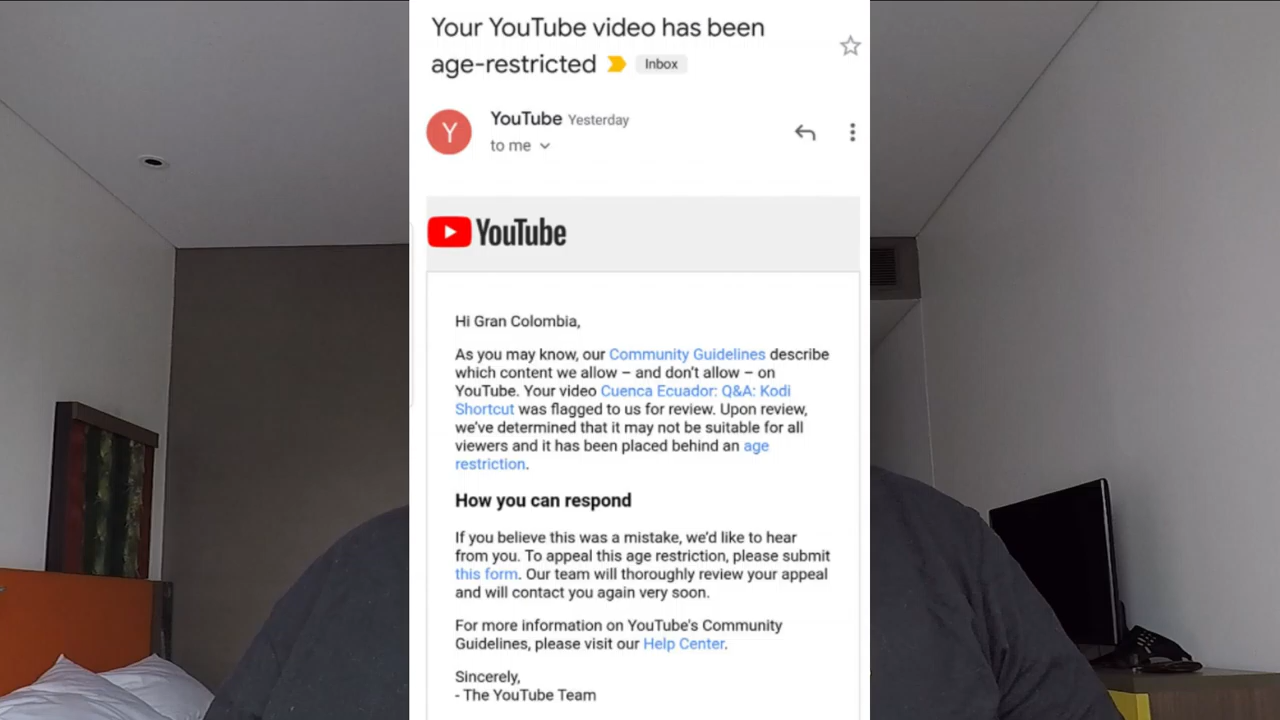 Your YouTube video has been
age-restricted Inbox
Y
YouTube Yesterday
to me
YouTube
Hi Gran Colombia,
As you may know, our Community Guidelines describe
which content we allow – and don't allow – on
YouTube. Your video Cuenca Ecuador: Q&A: Kodi
Shortcut was flagged to us for review. Upon review,
we've determined that it may not be suitable for all
viewers and it has been placed behind an age
restriction.
How you can respond
If you believe this was a mistake, we'd like to hear
from you. To appeal this age restriction, please submit
this form. Our team will thoroughly review your appeal
and will contact you again very soon.
For more information on YouTube's Community
Guidelines, please visit our Help Center.
Sincerely,
- The YouTube Team